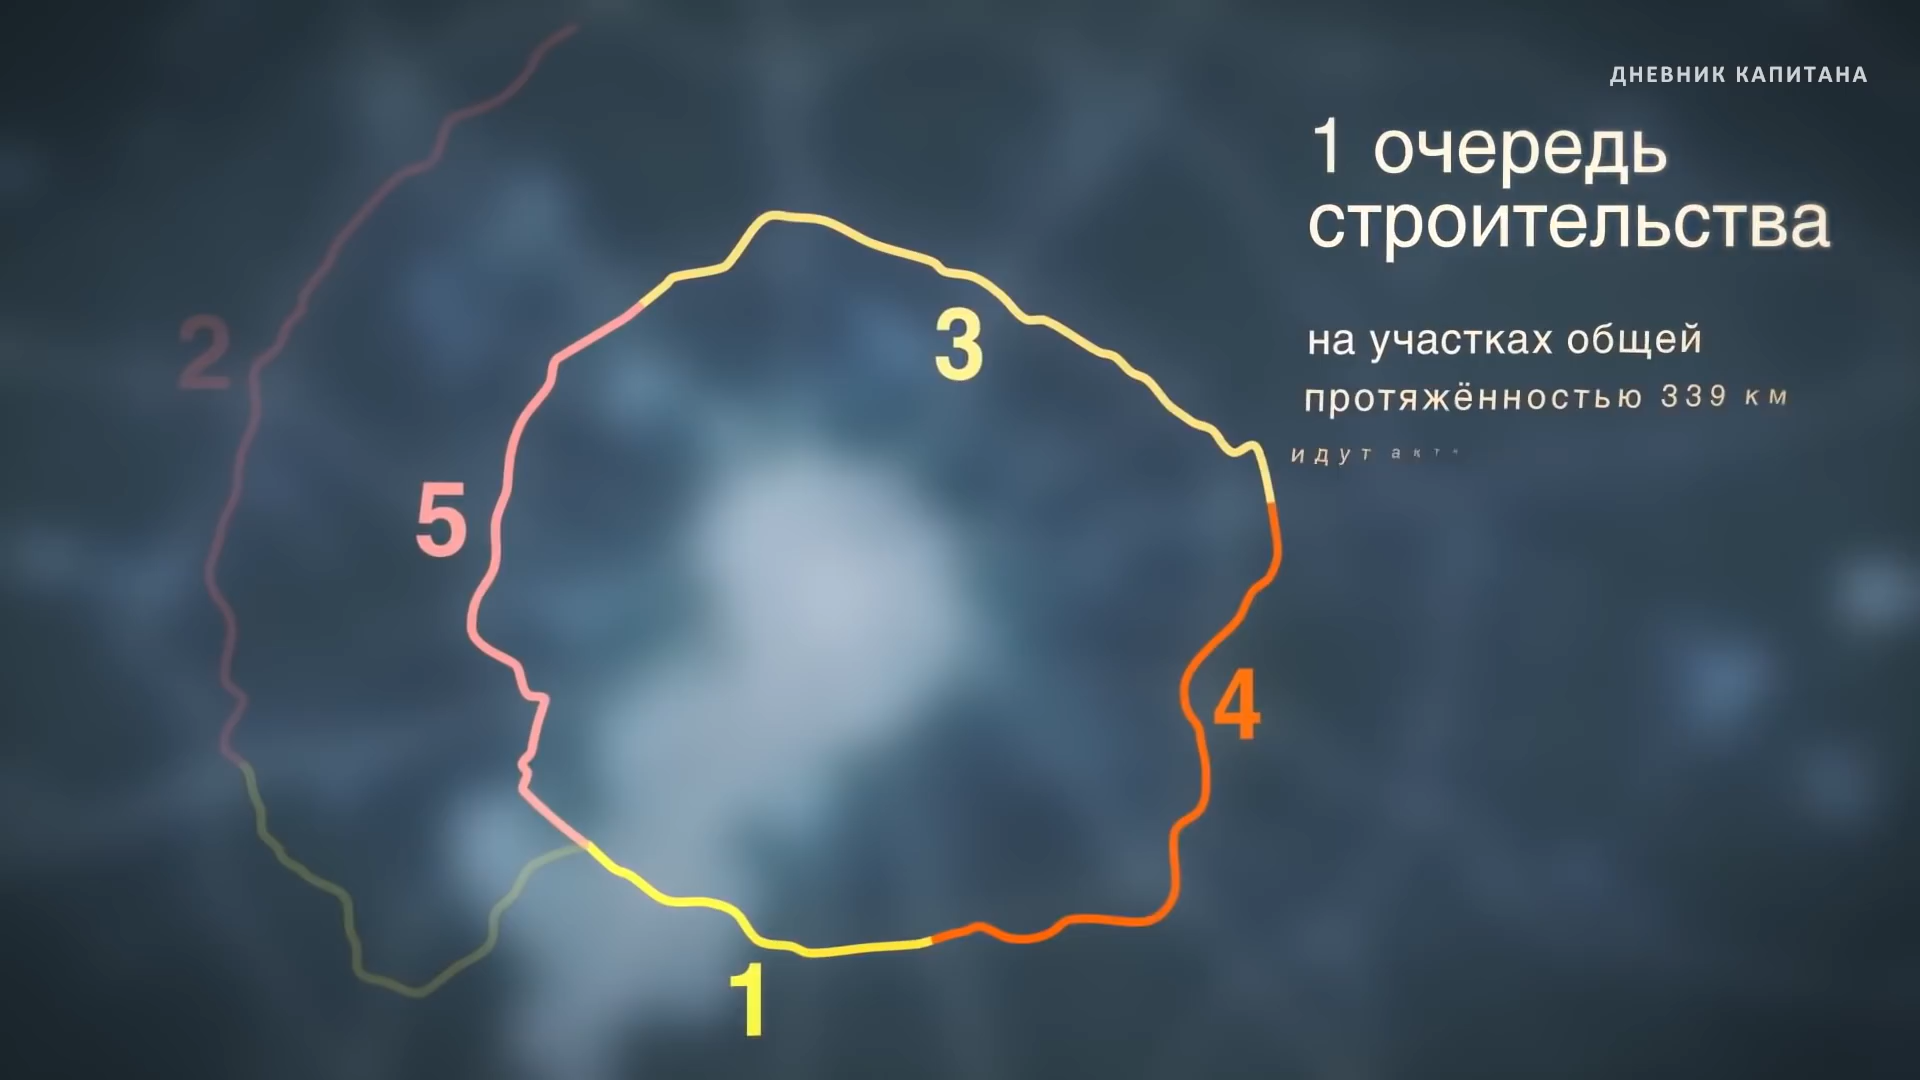 ДНЕВНИК КАПИТАНА
1 очередь
строительства
на участках общей
протяжённостью 339 км
идут
2
3
5
4
1